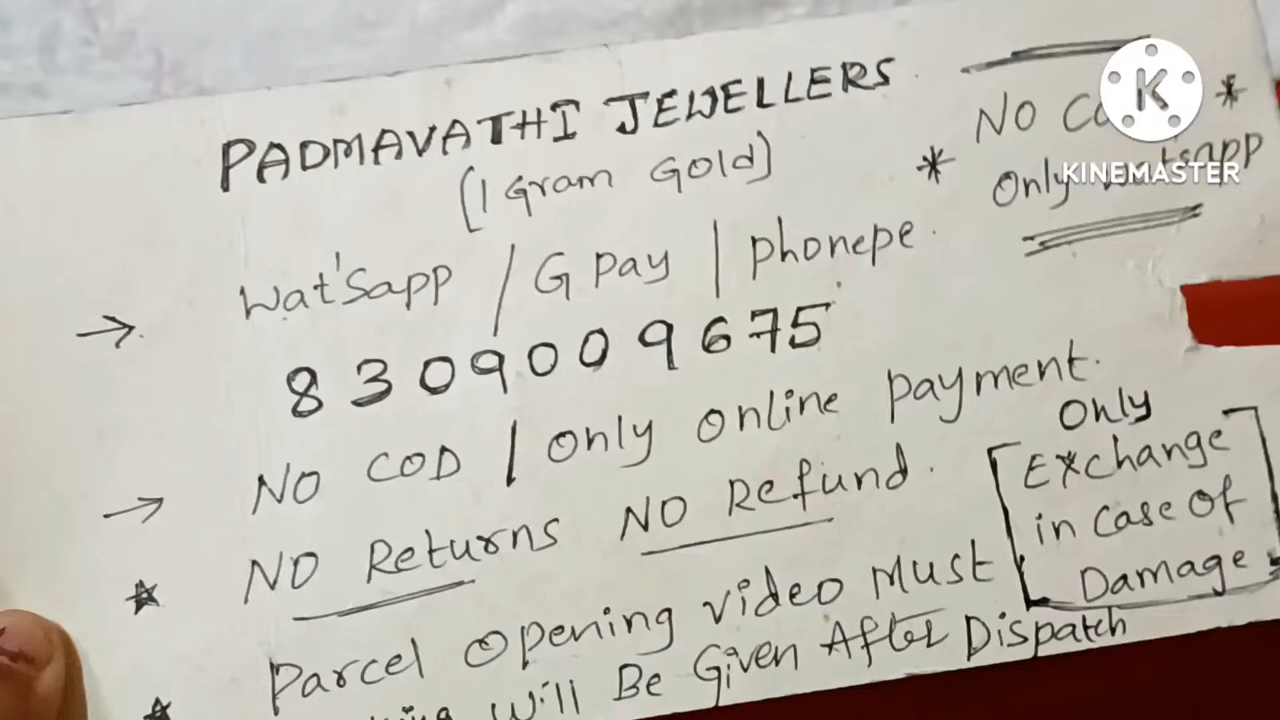 PADMAVATHI JEWELLERS
(1 Gram Gold)
NO
* Only
*
KINEMASTER
→ Wat'sapp / G pay | phonepe.
8309009675
→ NO COD / only online payment.
★ NO Returns NO Refund.
Only
Exchange
in case of
Damage
Parcel opening video Must
★ will Be Given After Dispatch